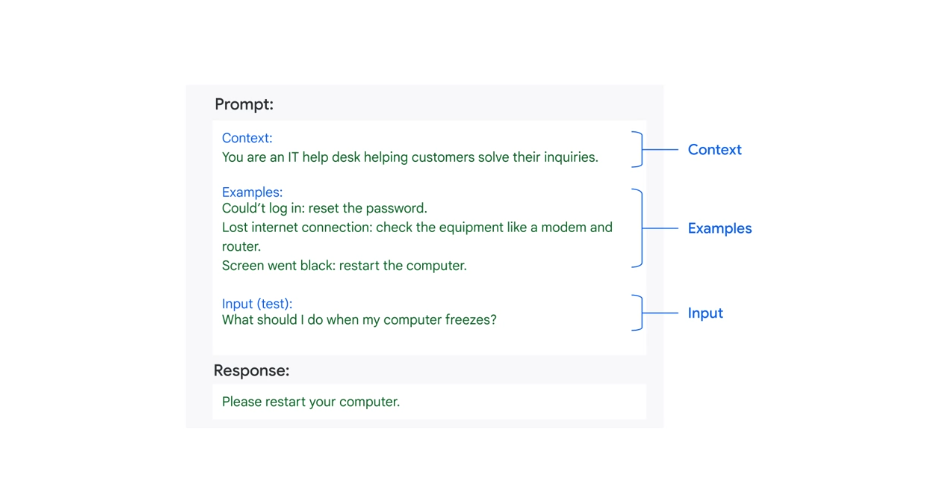 Prompt:
Context:
You are an IT help desk helping customers solve their inquiries.
Context
Examples:
Could't log in: reset the password.
Lost internet connection: check the equipment like a modem and
router.
Screen went black: restart the computer.
Examples
Input (test):
What should I do when my computer freezes?
Input
Response:
Please restart your computer.